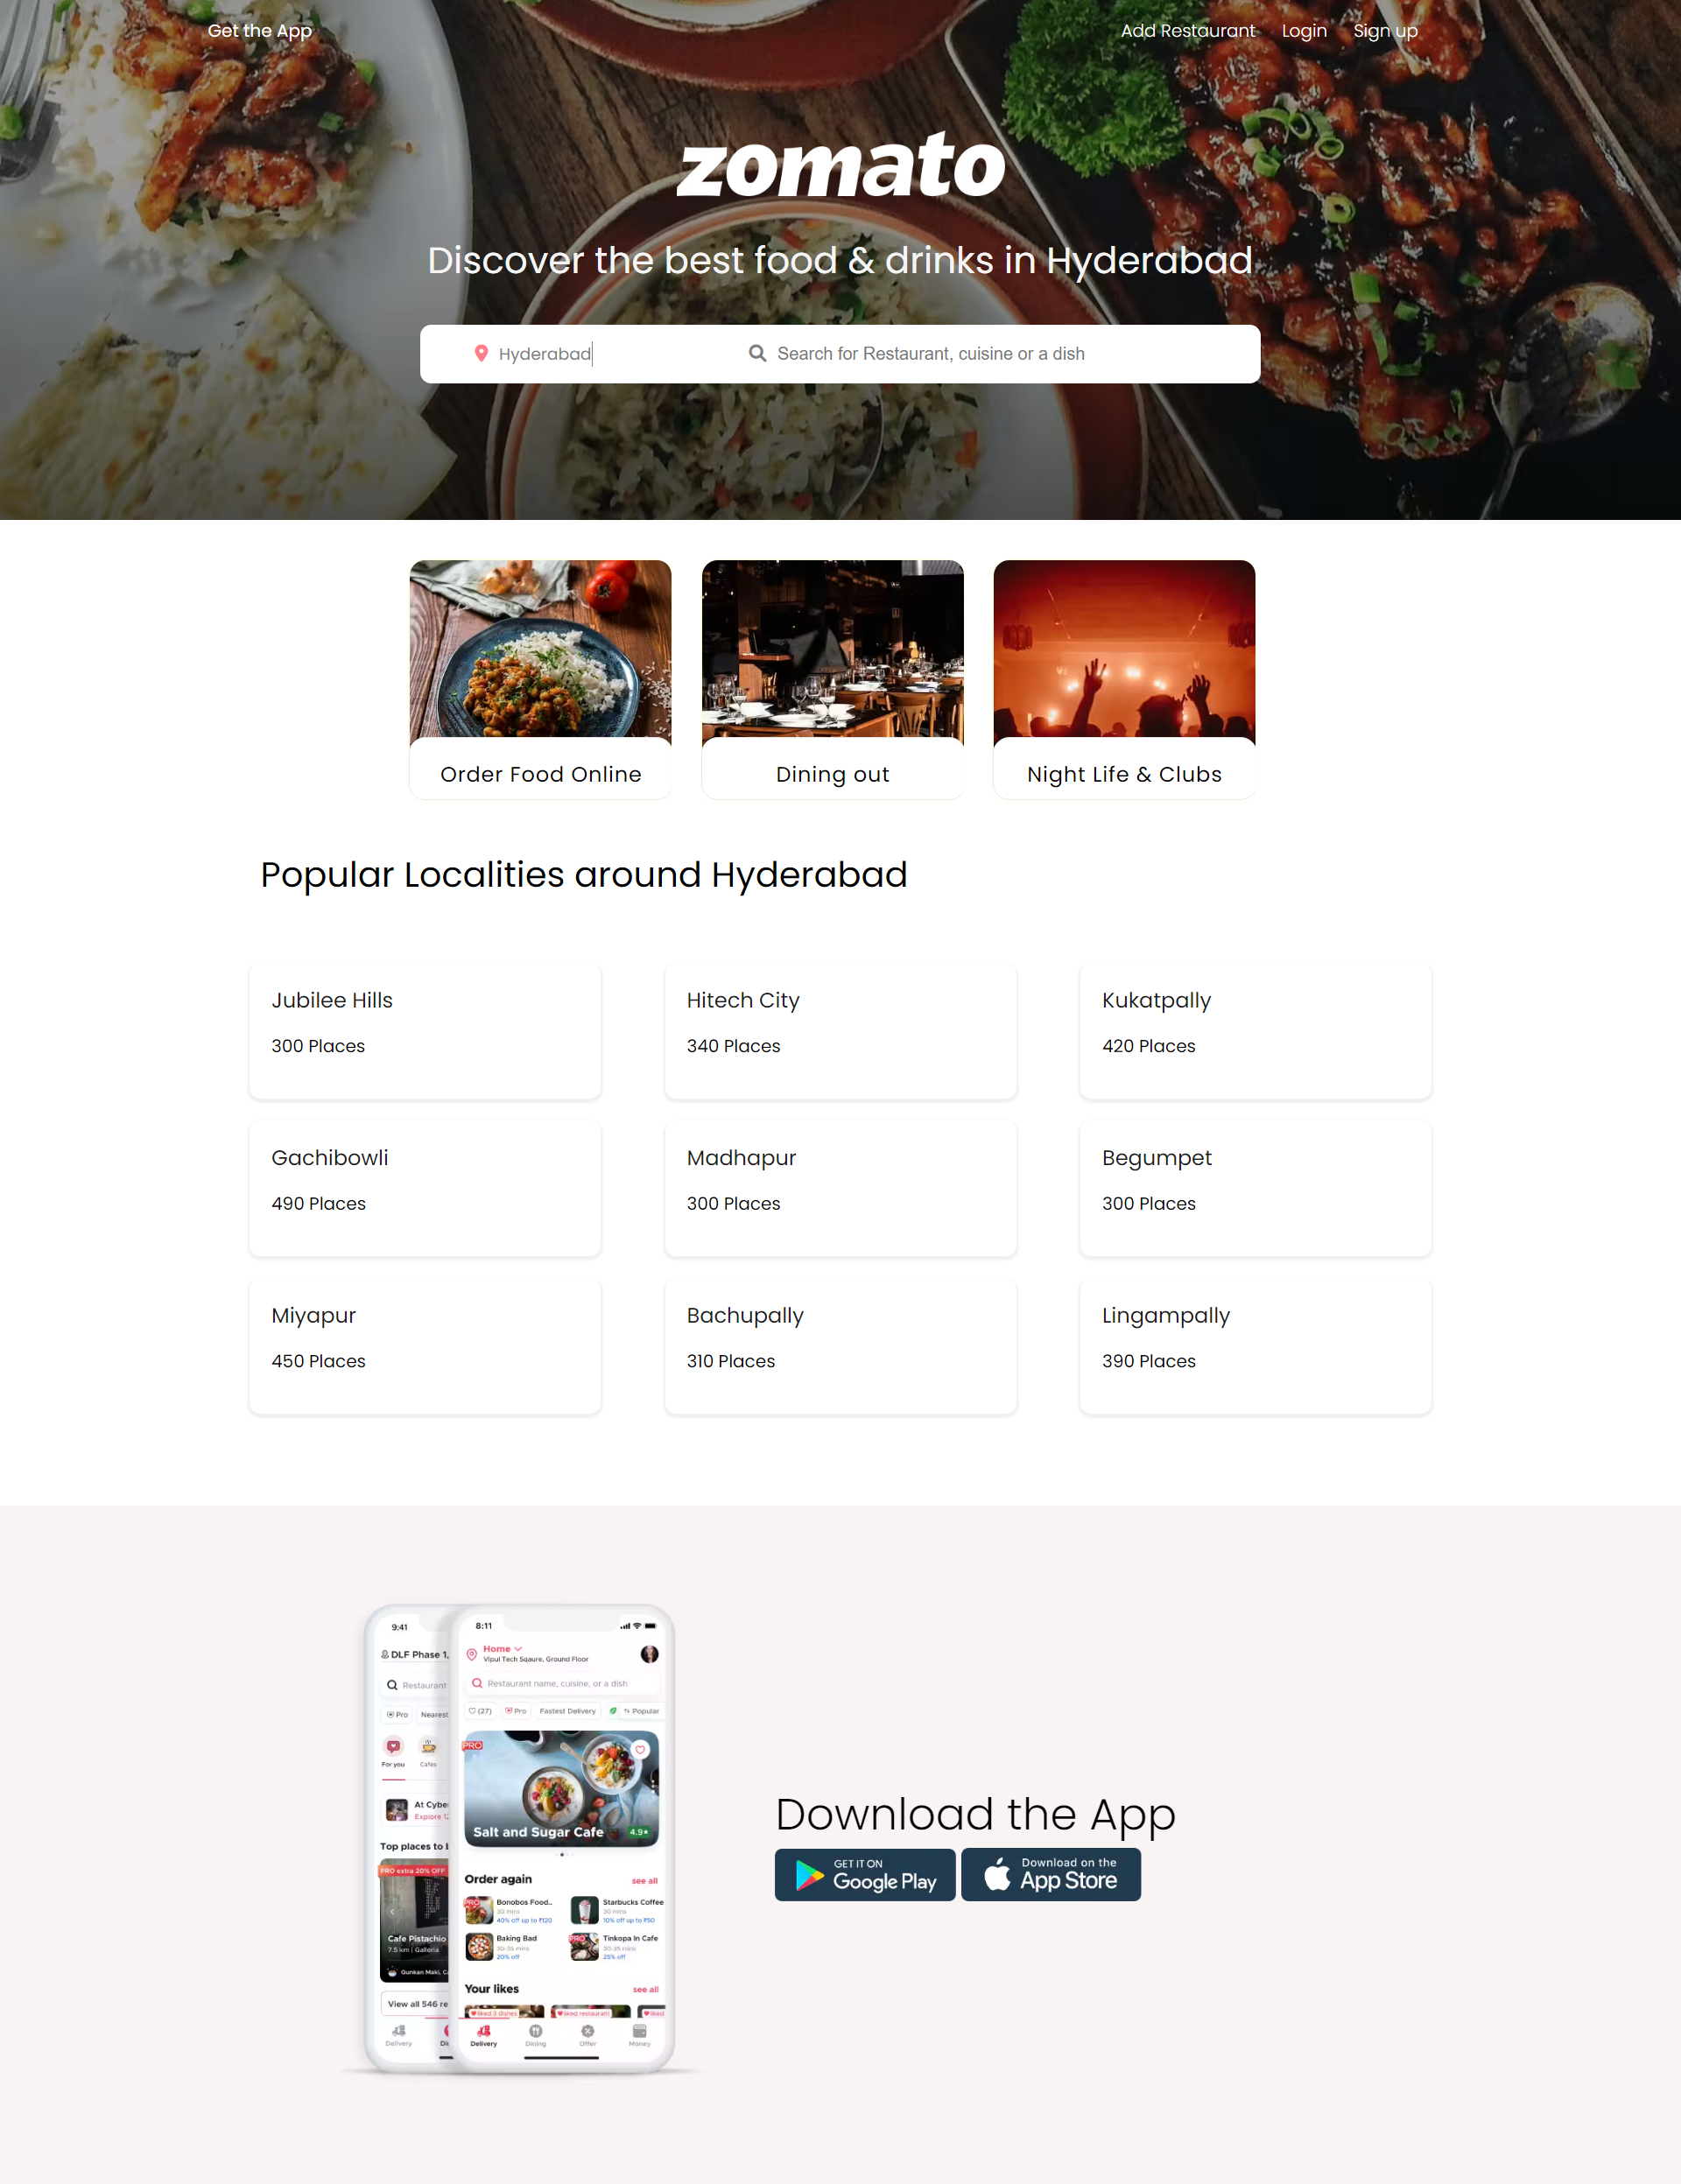 Get the App
Add Restaurant Login Sign up
zomato
Discover the best food & drinks in Hyderabad
Hyderabad
Search for Restaurant, cuisine or a dish
Order Food Online
Dining out
Night Life & Clubs
Popular Localities around Hyderabad
Jubilee Hills
300 Places
Hitech City
340 Places
Kukatpally
420 Places
Gachibowli
490 Places
Madhapur
300 Places
Begumpet
300 Places
Miyapur
450 Places
Bachupally
310 Places
Lingampally
390 Places
9:41
DLF Phase 1,
Restaurant
Pro Nearest
For you Cafes
At Cybe
Explore 12
Top places to
PRO extra 20% OFF
Cafe Pistachio
7.5 km | Galleria
Gunkan Maki, C
View all 546 re
Delivery
8:11
Home
Vipul Tech Sqaure, Ground Floor
Restaurant name, cuisine, or a dish
(27) Pro Fastest Delivery Popular
PRO
Salt and Sugar Cafe 4.9★
Order again see all
PRO
Bonobos Food..
30 mins
40% off up to ₹120
Starbucks Coffee
30 mins
10% off up to ₹50
Baking Bad
30-35 mins
20% off
PRO
Tinkopa In Cafe
30-35 mins
25% off
Your likes see all
liked 3 dishes
liked restaurant
liked
Delivery Dining Offer Money
Download the App
GET IT ON
Google Play
Download on the
App Store